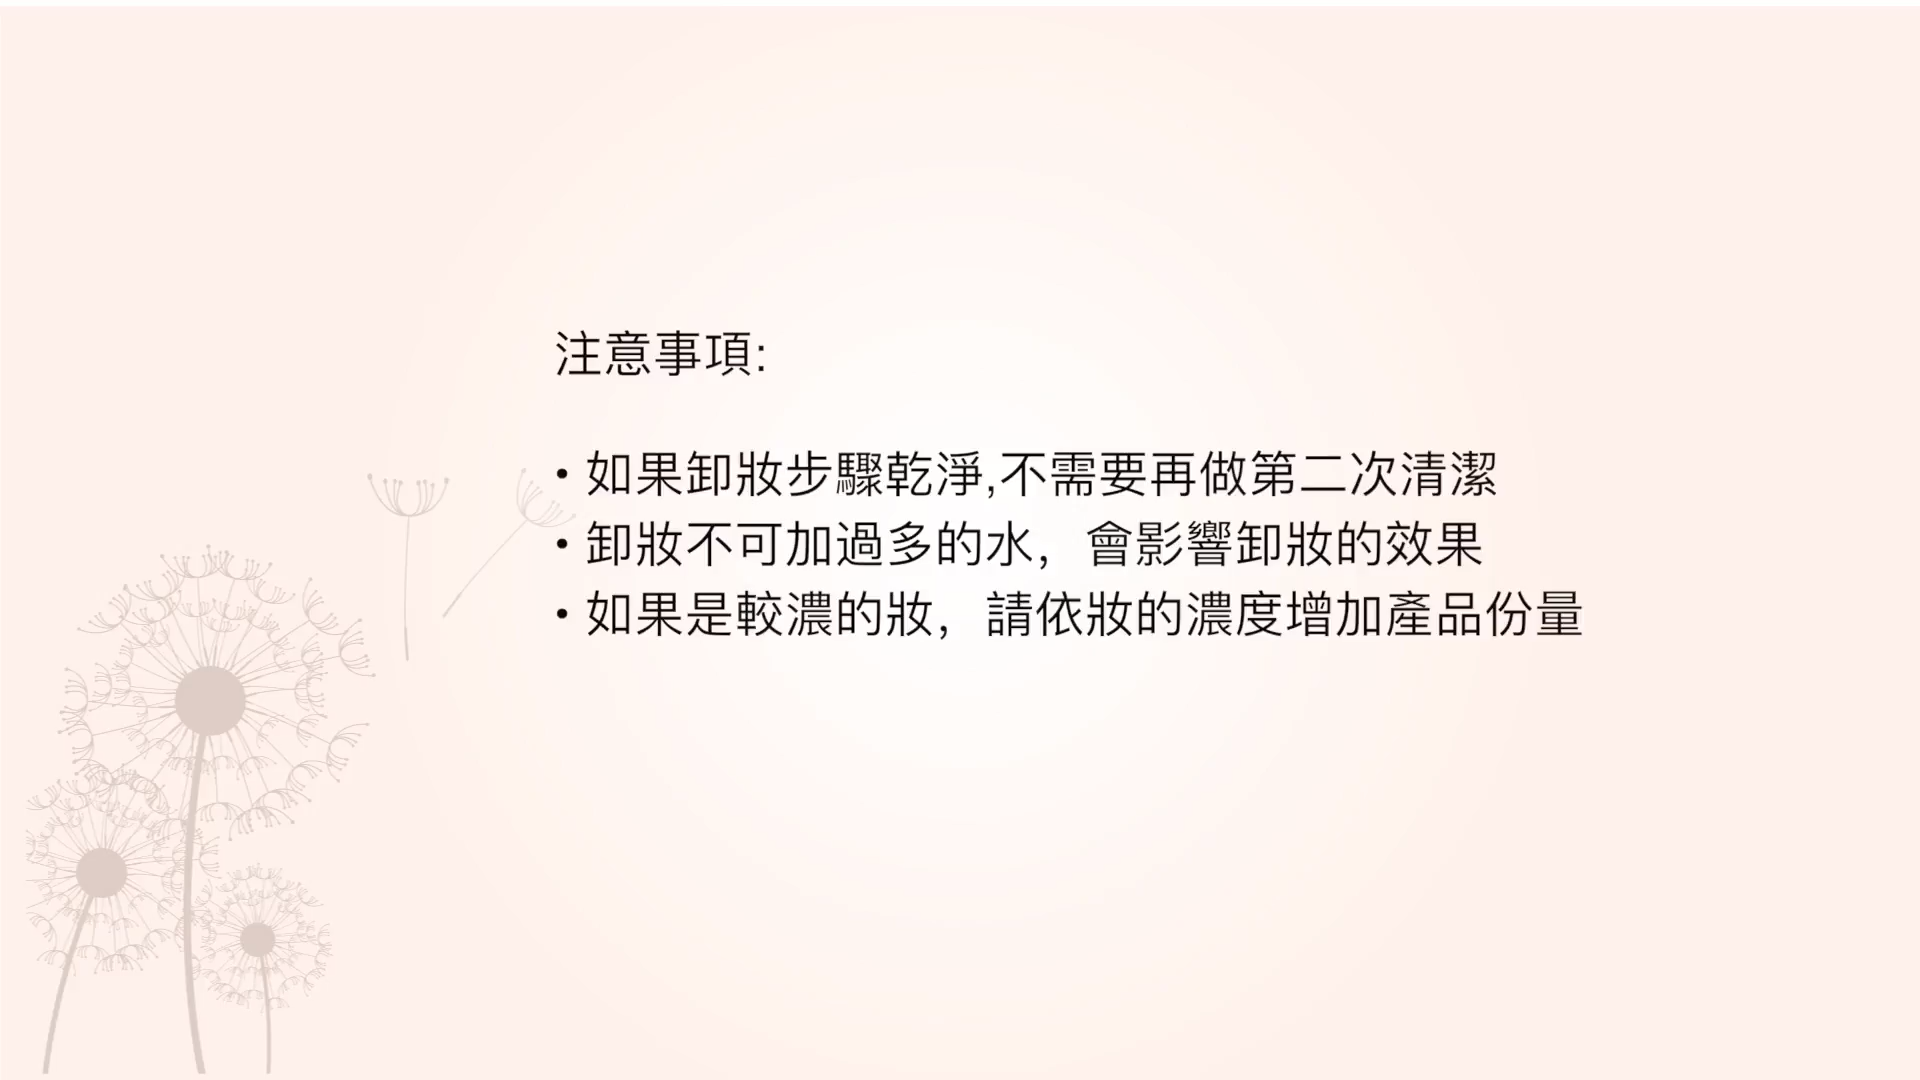 注意事項:
• 如果卸妝步驟乾淨,不需要再做第二次清潔
• 卸妝不可加過多的水，會影響卸妝的效果
• 如果是較濃的妝，請依妝的濃度增加產品份量